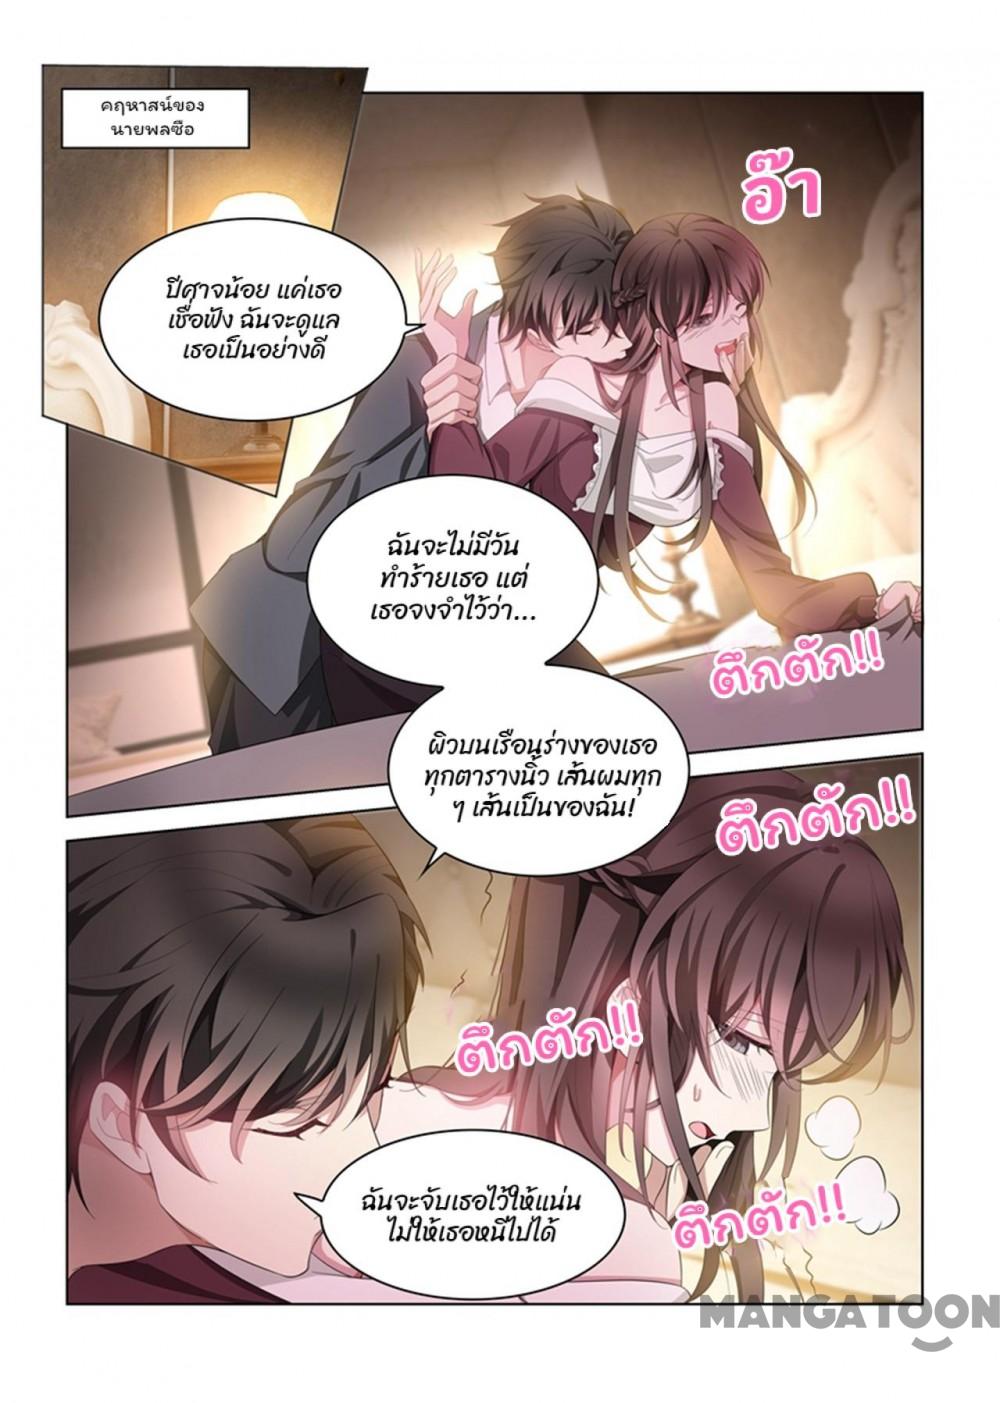 คฤหาสน์ของ
นายพลซือ
อ๊า
ปีศาจน้อย แค่เธอ
เชื่อฟัง ฉันจะดูแล
เธอเป็นอย่างดี
ฉันจะไม่มีวัน
ทำร้ายเธอ แต่
เธอจงจำไว้ว่า...
ตึกตัก!!
ผิวบนเรือนร่างของเธอ
ทุกตารางนิ้ว เส้นผมทุก
ๆ เส้นเป็นของฉัน!
ตึกตัก!!
ตึกตัก!!
ฉันจะจับเธอไว้ให้แน่น
ไม่ให้เธอหนีไปได้
ตึกตัก!!
MANGATOON